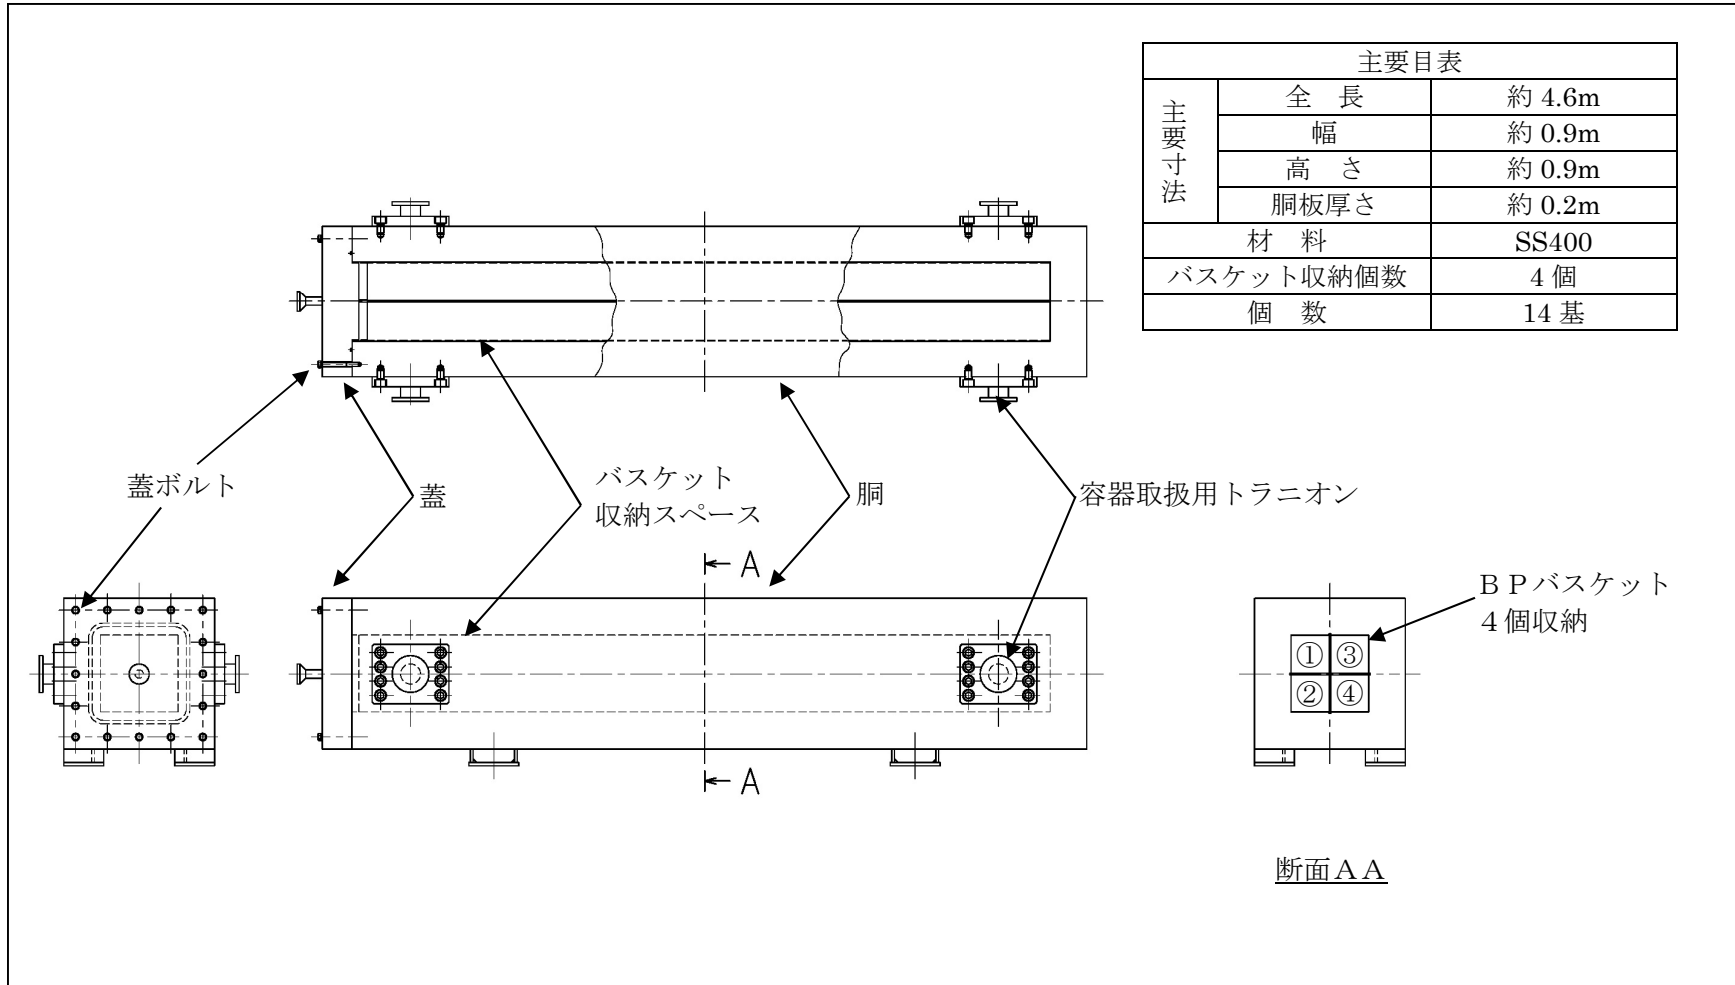 主要目表
主要寸法
全　長 約 4.6m
幅 約 0.9m
高　さ 約 0.9m
胴板厚さ 約 0.2m
材　料 SS400
バスケット収納個数 4 個
個　数 14 基
蓋ボルト
蓋
バスケット
収納スペース
胴
容器取扱用トラニオン
A
A
ＢＰバスケット
４個収納
① ③
② ④
断面ＡＡ